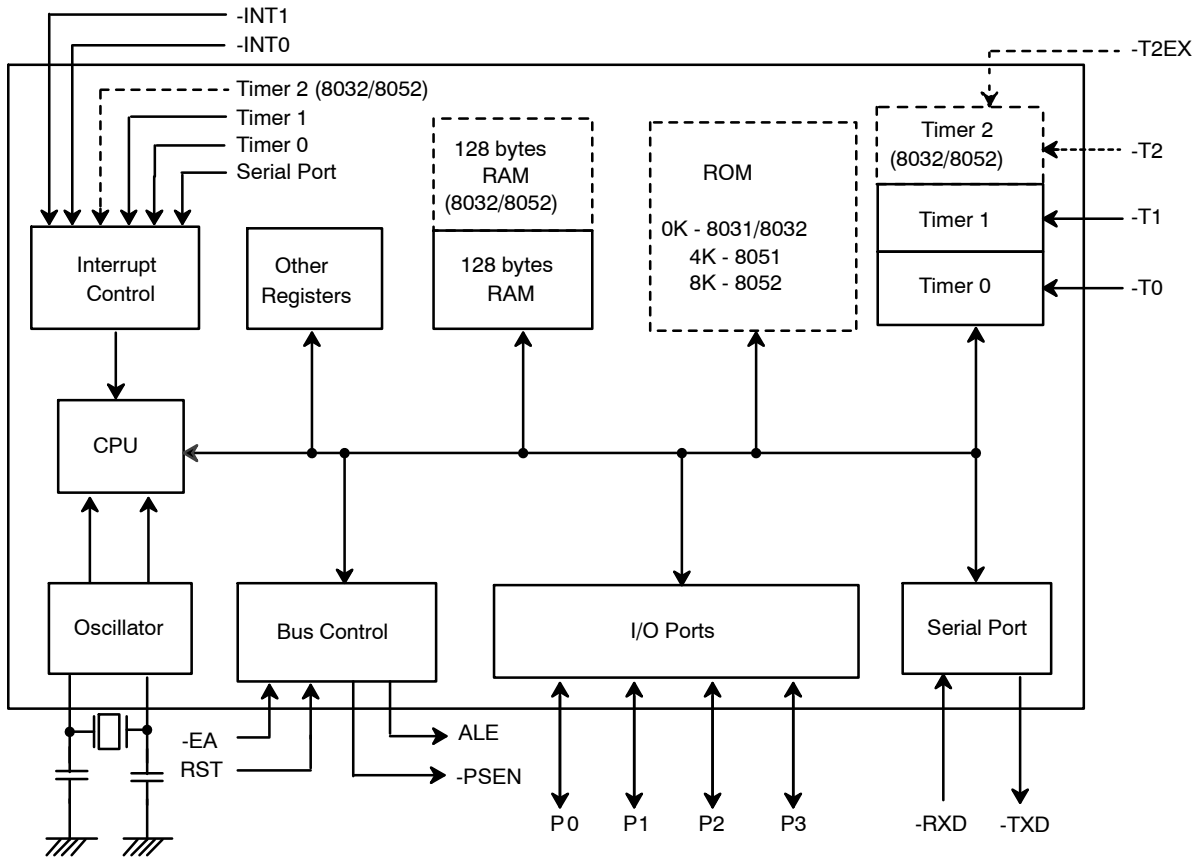 -INT1
-INT0
-T2EX
Timer 2 (8032/8052)
Timer 1
Timer 0
Serial Port
128 bytes
RAM
(8032/8052)
ROM
0K - 8031/8032
4K - 8051
8K - 8052
Timer 2
(8032/8052)
-T2
Timer 1
-T1
Timer 0
-T0
Interrupt
Control
Other
Registers
128 bytes
RAM
CPU
Oscillator
Bus Control
I/O Ports
Serial Port
-EA
RST
ALE
-PSEN
P0
P1
P2
P3
-RXD
-TXD